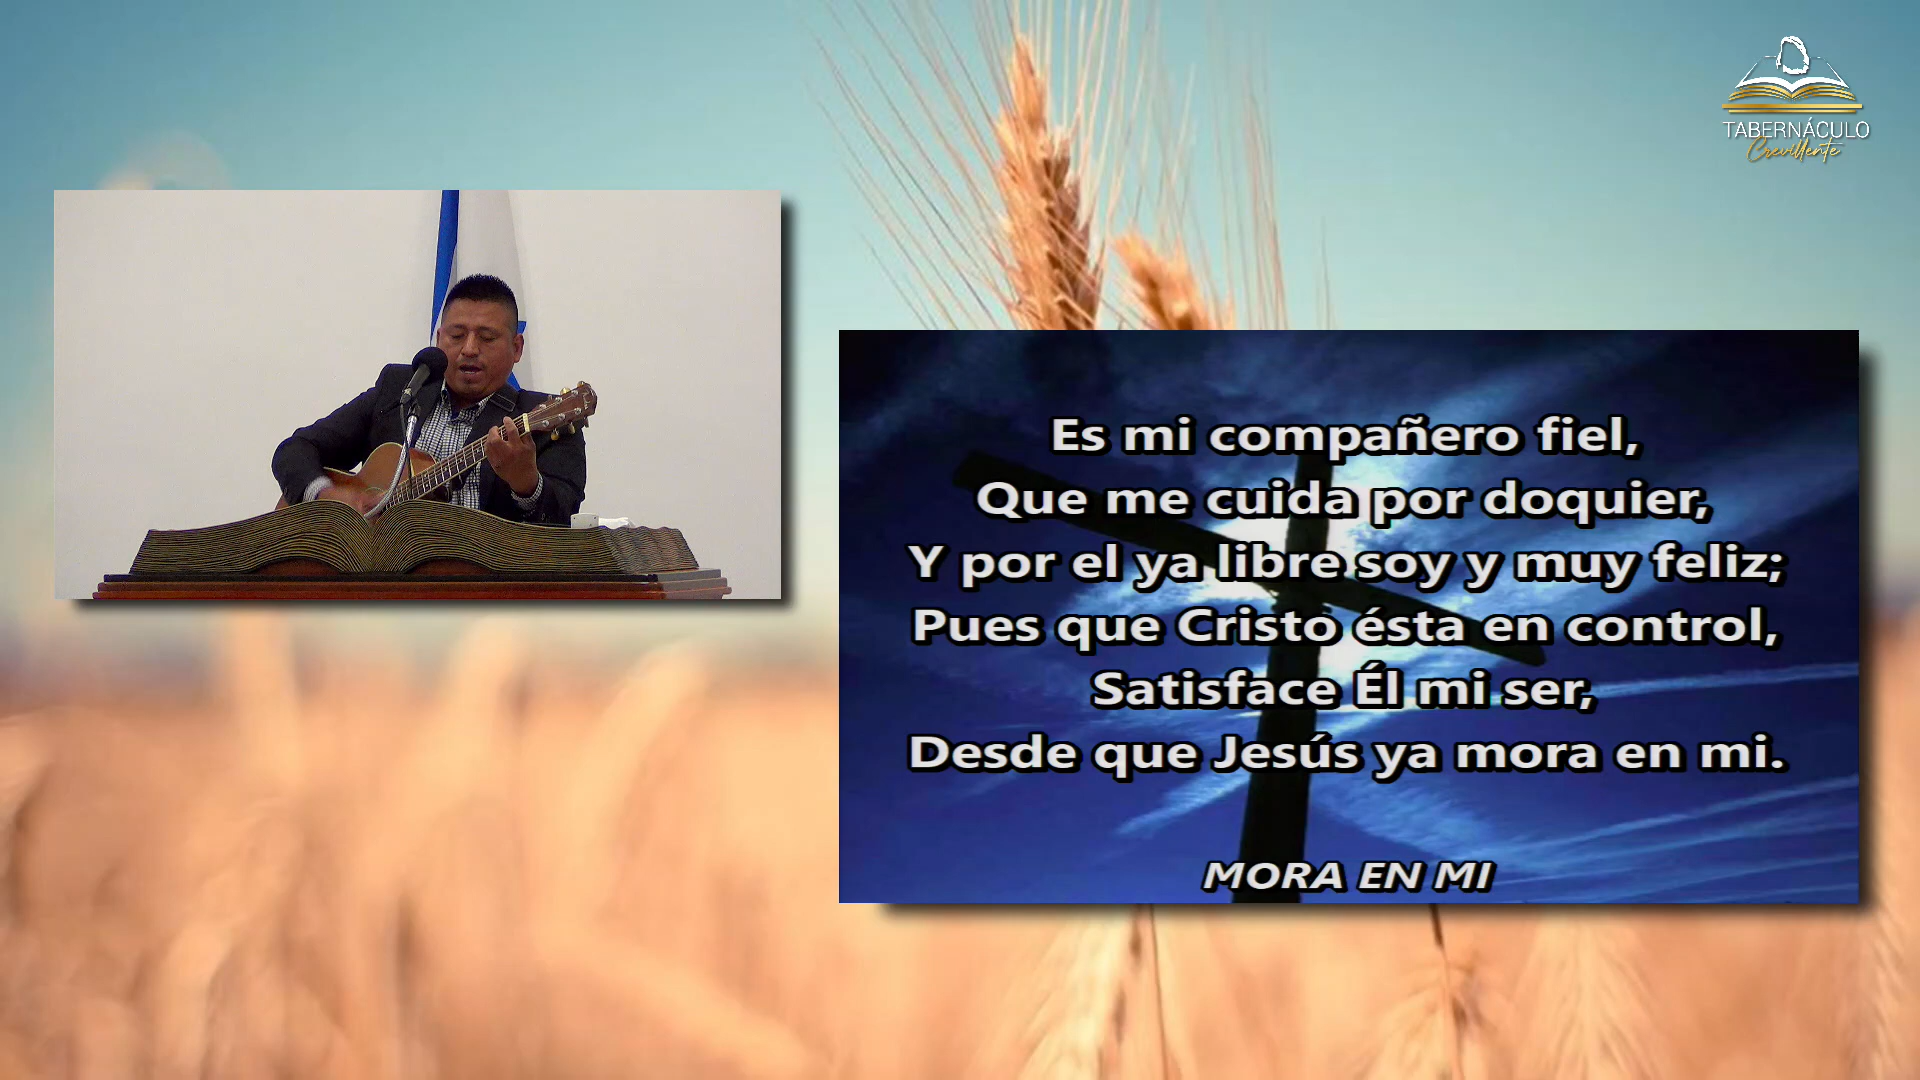 TABERNÁCULO
Crevillente
Es mi compañero fiel,
Que me cuida por doquier,
Y por el ya libre soy y muy feliz;
Pues que Cristo ésta en control,
Satisface Él mi ser,
Desde que Jesús ya mora en mi.
MORA EN MI